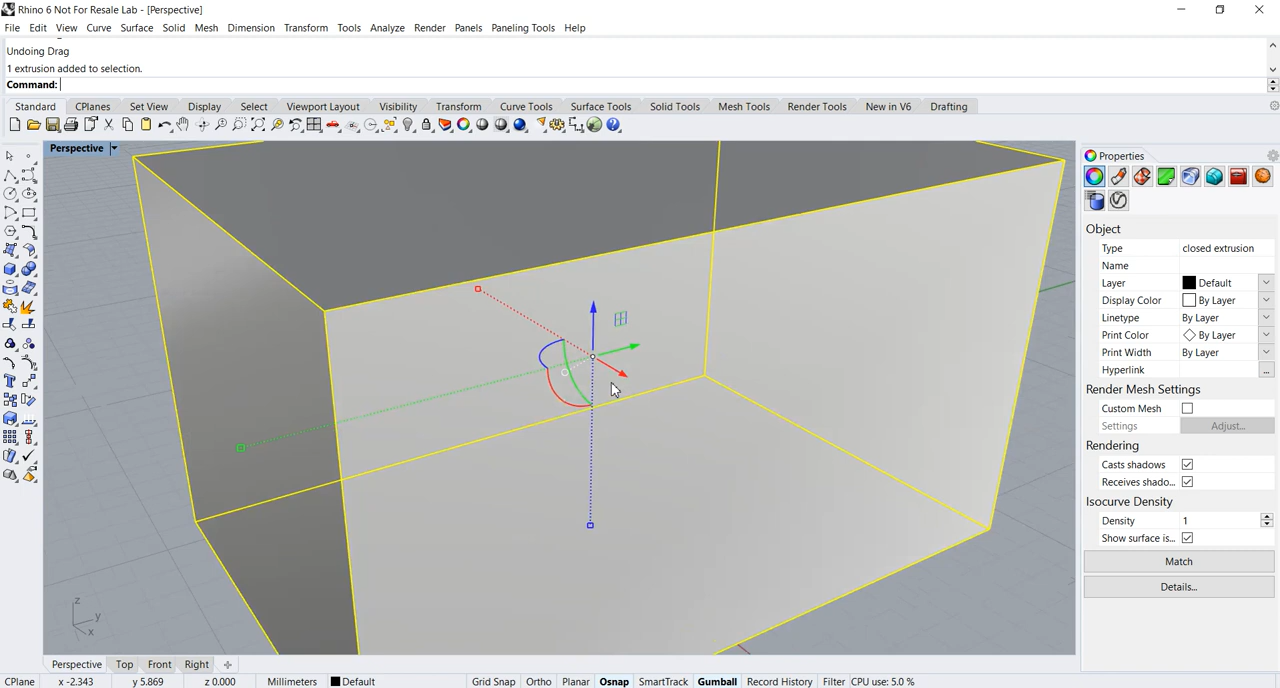 Rhino 6 Not For Resale Lab - [Perspective]
File Edit View Curve Surface Solid Mesh Dimension Transform Tools Analyze Render Panels Paneling Tools Help
Undoing Drag
1 extrusion added to selection.
Command:
Standard CPlanes Set View Display Select Viewport Layout Visibility Transform Curve Tools Surface Tools Solid Tools Mesh Tools Render Tools New in V6 Drafting
Perspective
Properties
Object
Type closed extrusion
Name
Layer Default
Display Color By Layer
Linetype By Layer
Print Color By Layer
Print Width By Layer
Hyperlink ...
Render Mesh Settings
Custom Mesh
Settings Adjust...
Rendering
Casts shadows
Receives shado...
Isocurve Density
Density 1
Show surface is...
Match
Details...
z
y
x
Perspective Top Front Right
CPlane x -2.343 y 5.869 z 0.000 Millimeters Default Grid Snap Ortho Planar Osnap SmartTrack Gumball Record History Filter CPU use: 5.0 %